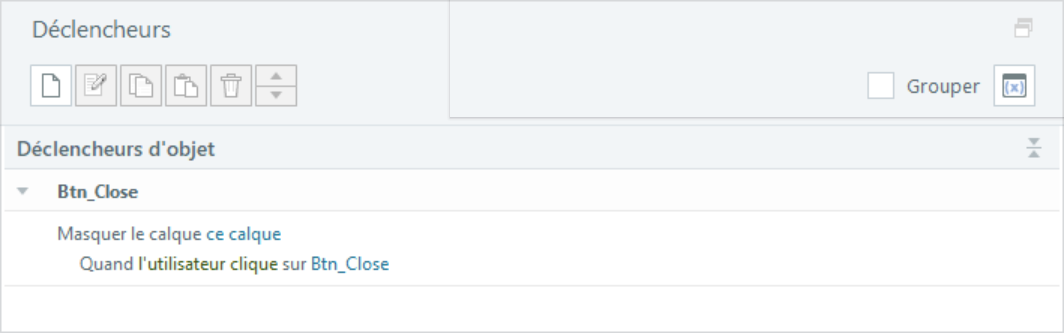 Déclencheurs
Grouper
(x)
Déclencheurs d'objet
Btn_Close
Masquer le calque ce calque
Quand l'utilisateur clique sur Btn_Close